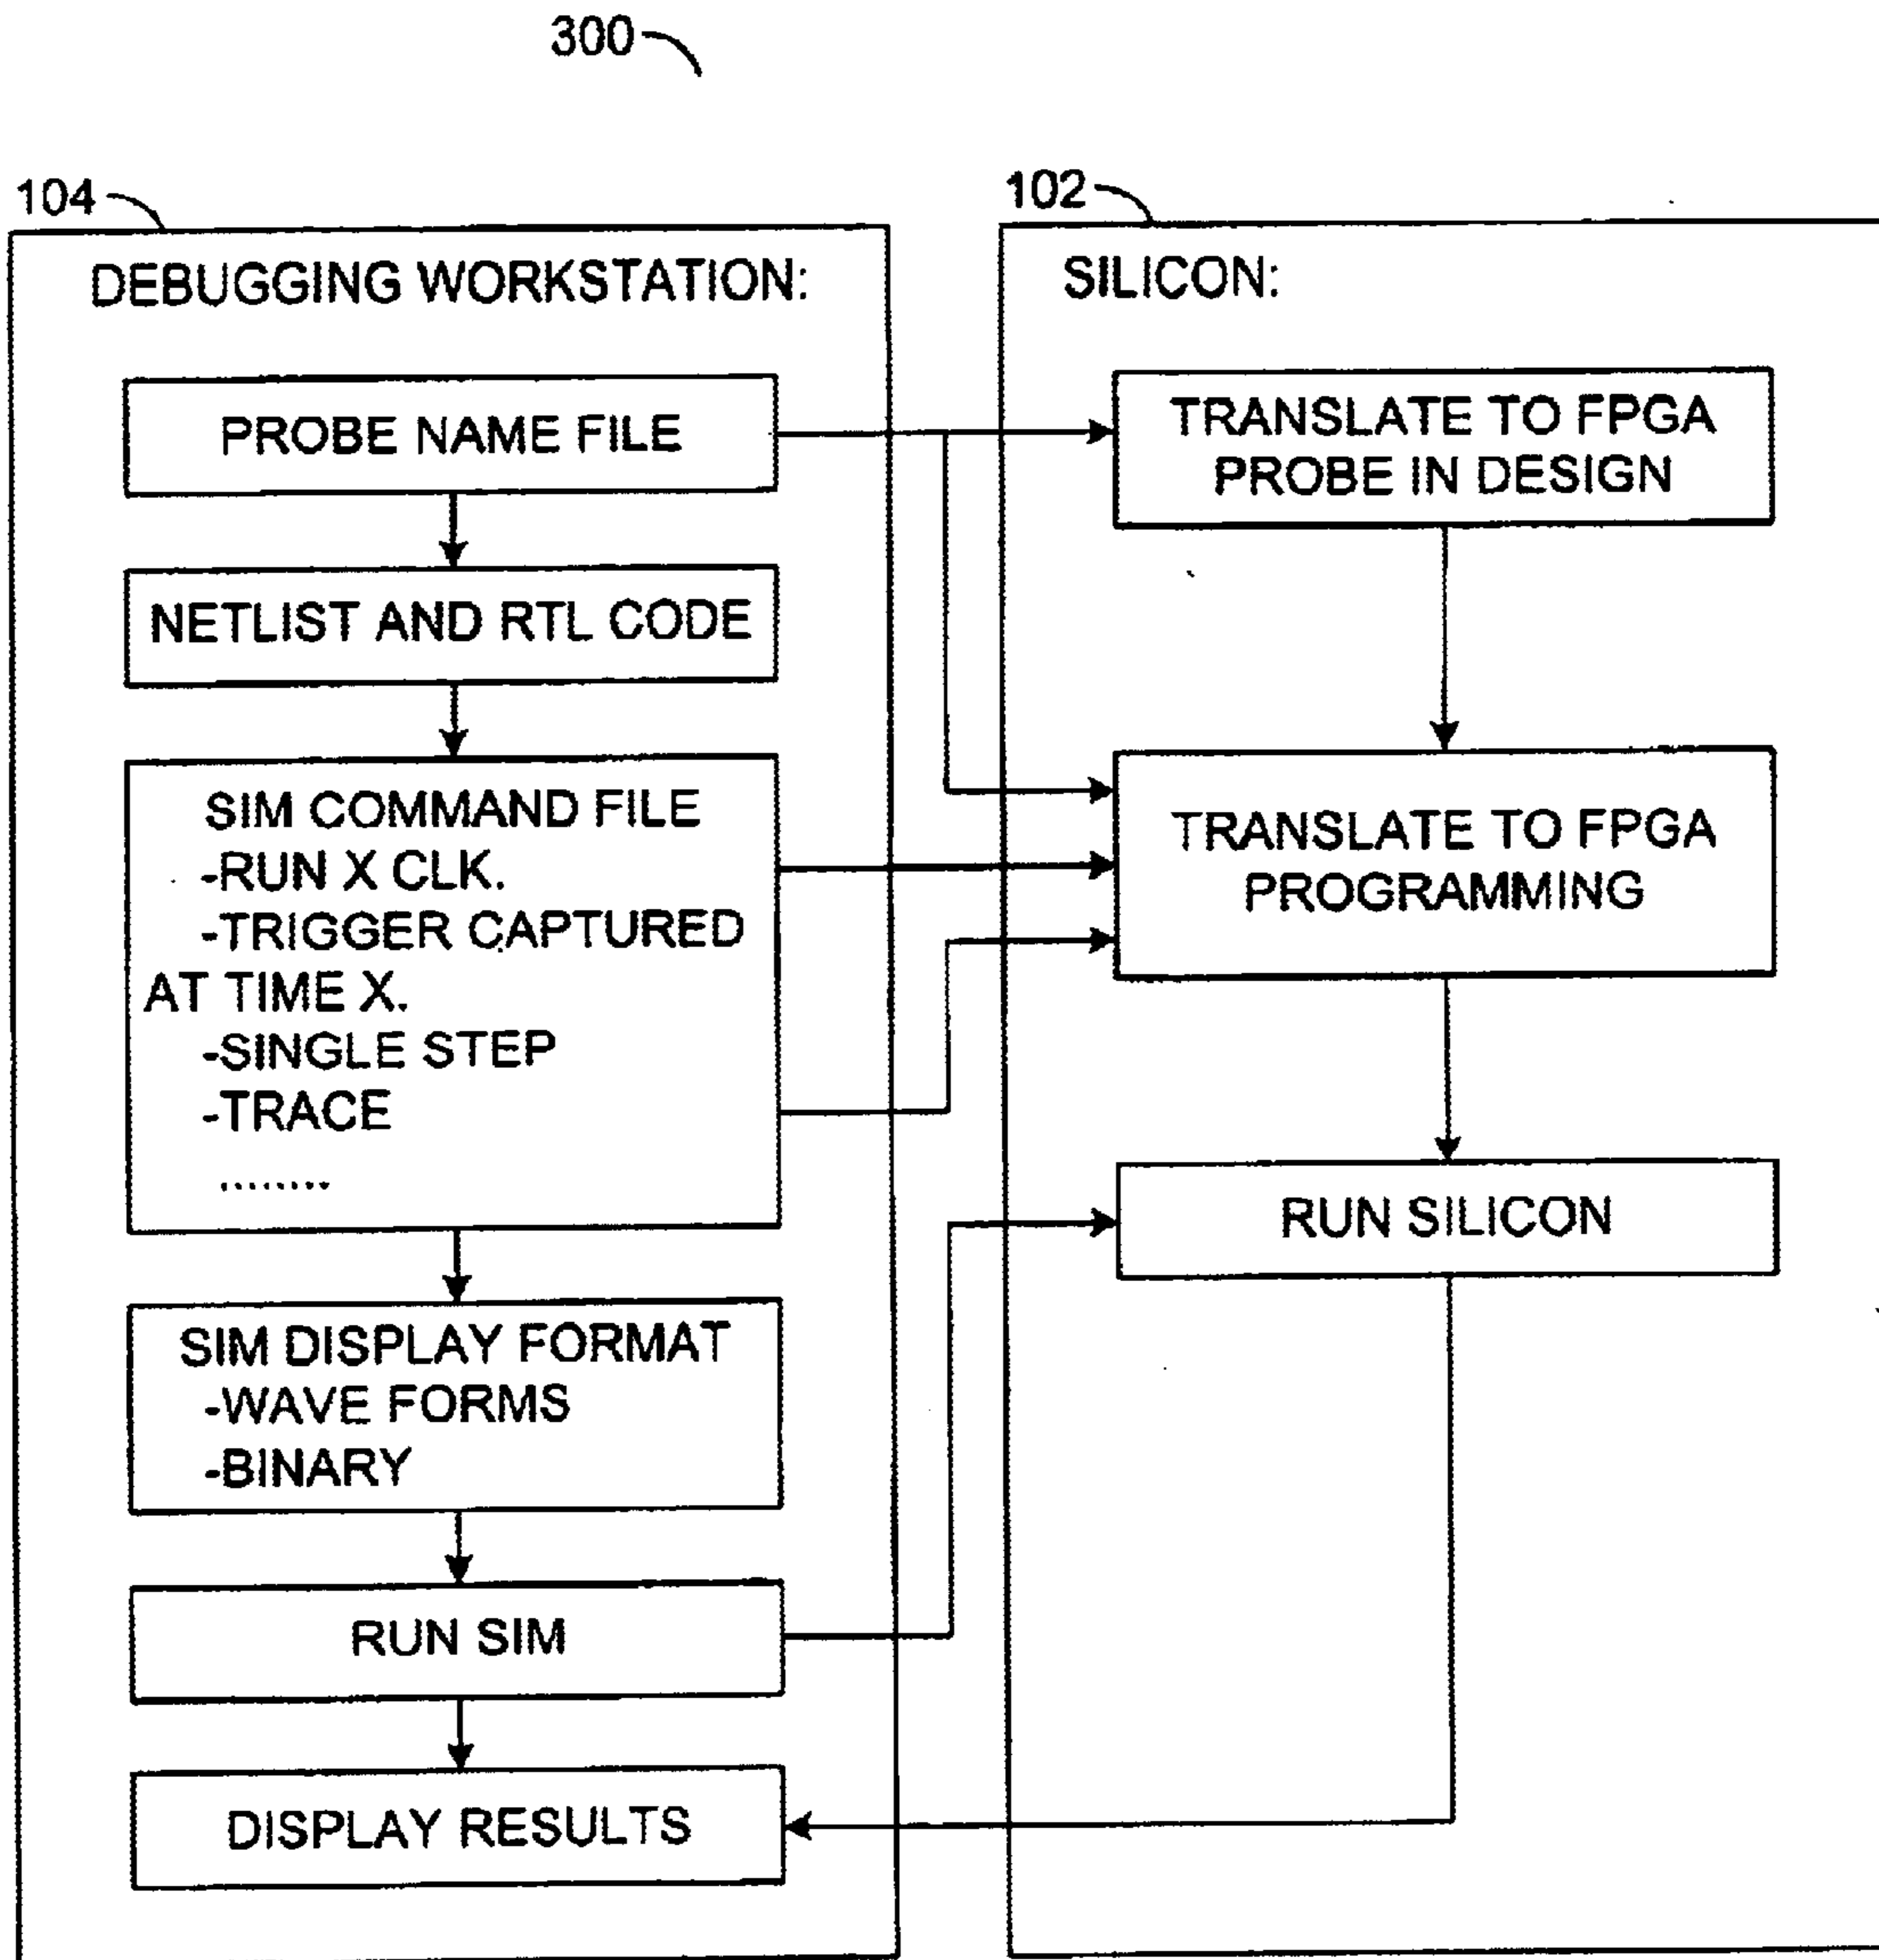 300
104
DEBUGGING WORKSTATION:
PROBE NAME FILE
NETLIST AND RTL CODE
SIM COMMAND FILE
-RUN X CLK.
-TRIGGER CAPTURED
AT TIME X.
-SINGLE STEP
-TRACE
........
SIM DISPLAY FORMAT
-WAVE FORMS
-BINARY
RUN SIM
DISPLAY RESULTS
102
SILICON:
TRANSLATE TO FPGA
PROBE IN DESIGN
TRANSLATE TO FPGA
PROGRAMMING
RUN SILICON